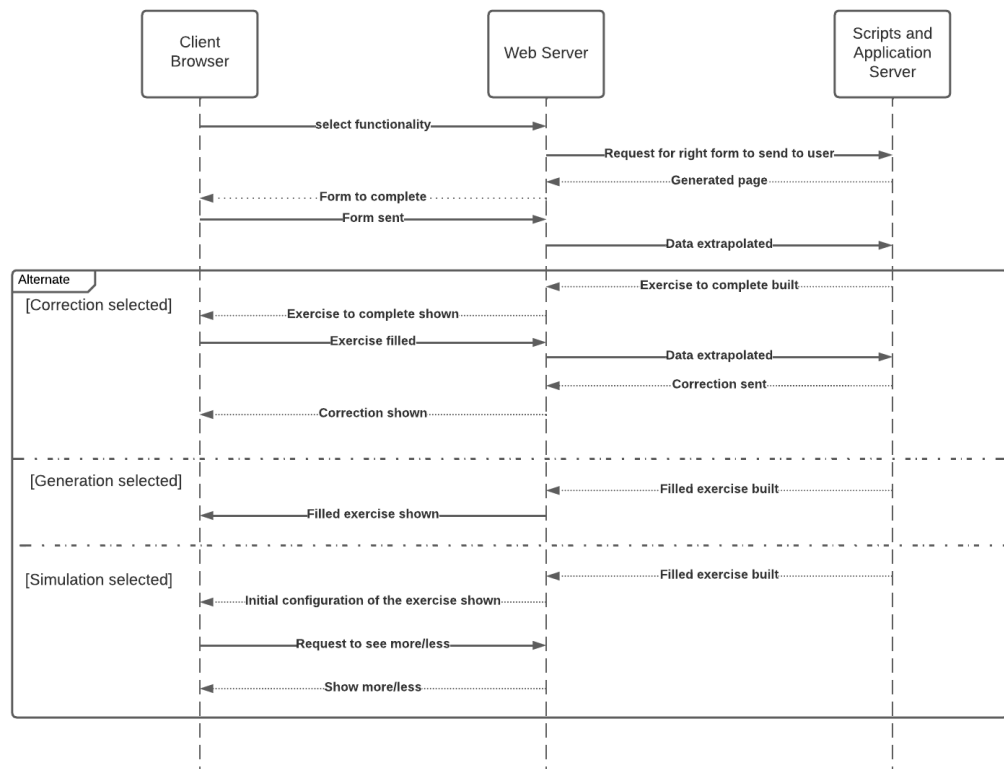 Client
Browser
Web Server
Scripts and
Application
Server
select functionality
Request for right form to send to user
Generated page
Form to complete
Form sent
Data extrapolated
Alternate
[Correction selected]
Exercise to complete built
Exercise to complete shown
Exercise filled
Data extrapolated
Correction sent
Correction shown
[Generation selected]
Filled exercise built
Filled exercise shown
[Simulation selected]
Filled exercise built
Initial configuration of the exercise shown
Request to see more/less
Show more/less